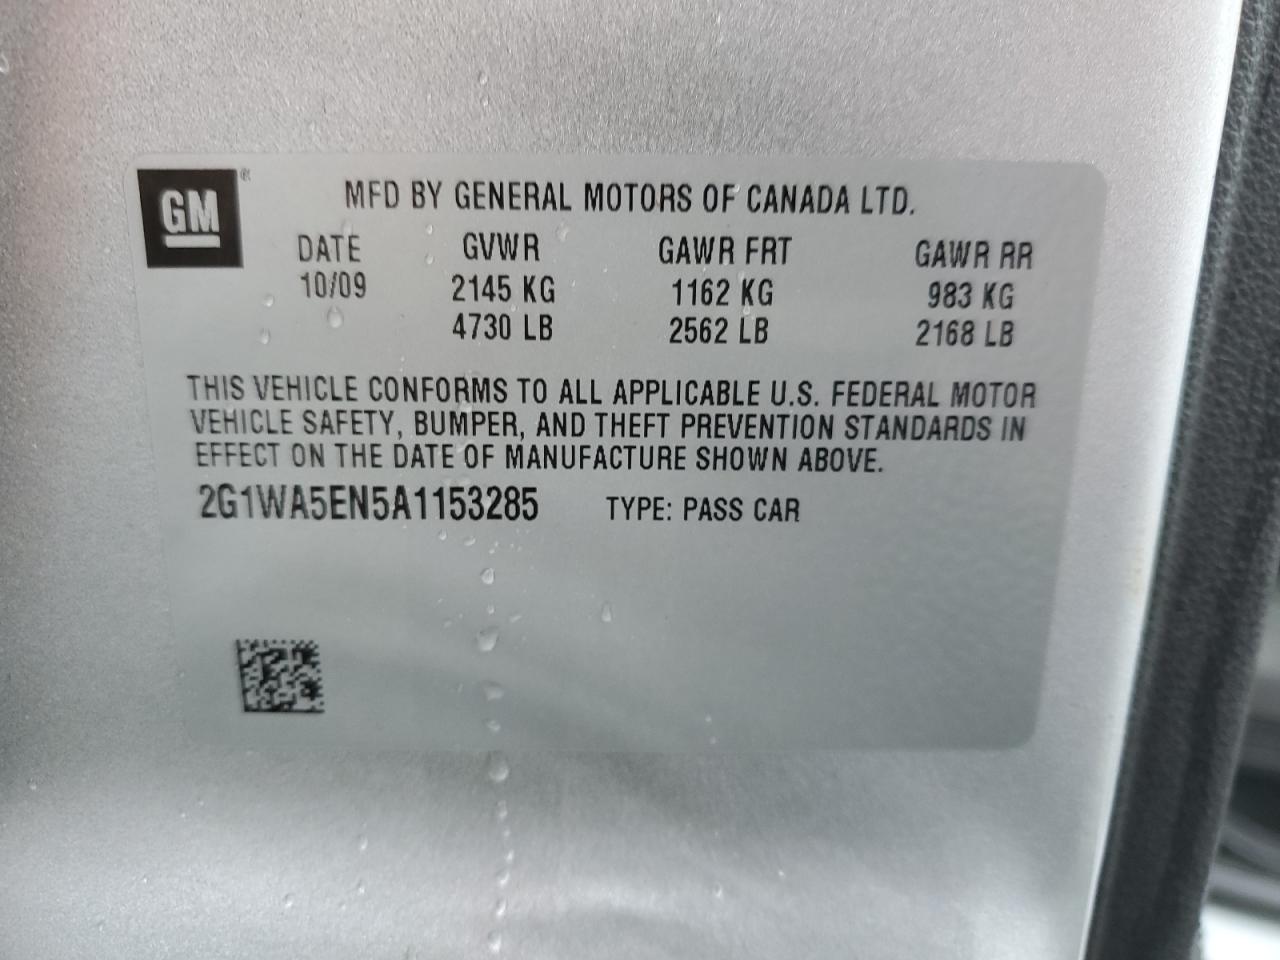 GM®
MFD BY GENERAL MOTORS OF CANADA LTD.
DATE GVWR GAWR FRT GAWR RR
10/09 2145 KG 1162 KG 983 KG
4730 LB 2562 LB 2168 LB
THIS VEHICLE CONFORMS TO ALL APPLICABLE U.S. FEDERAL MOTOR
VEHICLE SAFETY, BUMPER, AND THEFT PREVENTION STANDARDS IN
EFFECT ON THE DATE OF MANUFACTURE SHOWN ABOVE.
2G1WA5EN5A1153285 TYPE: PASS CAR